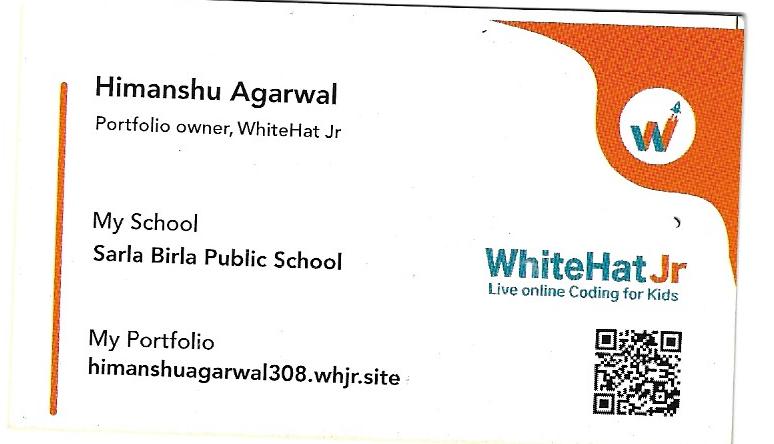 Himanshu Agarwal
Portfolio owner, WhiteHat Jr
My School
Sarla Birla Public School
My Portfolio
himanshuagarwal308.whjr.site
W
WhiteHat Jr
Live online Coding for Kids